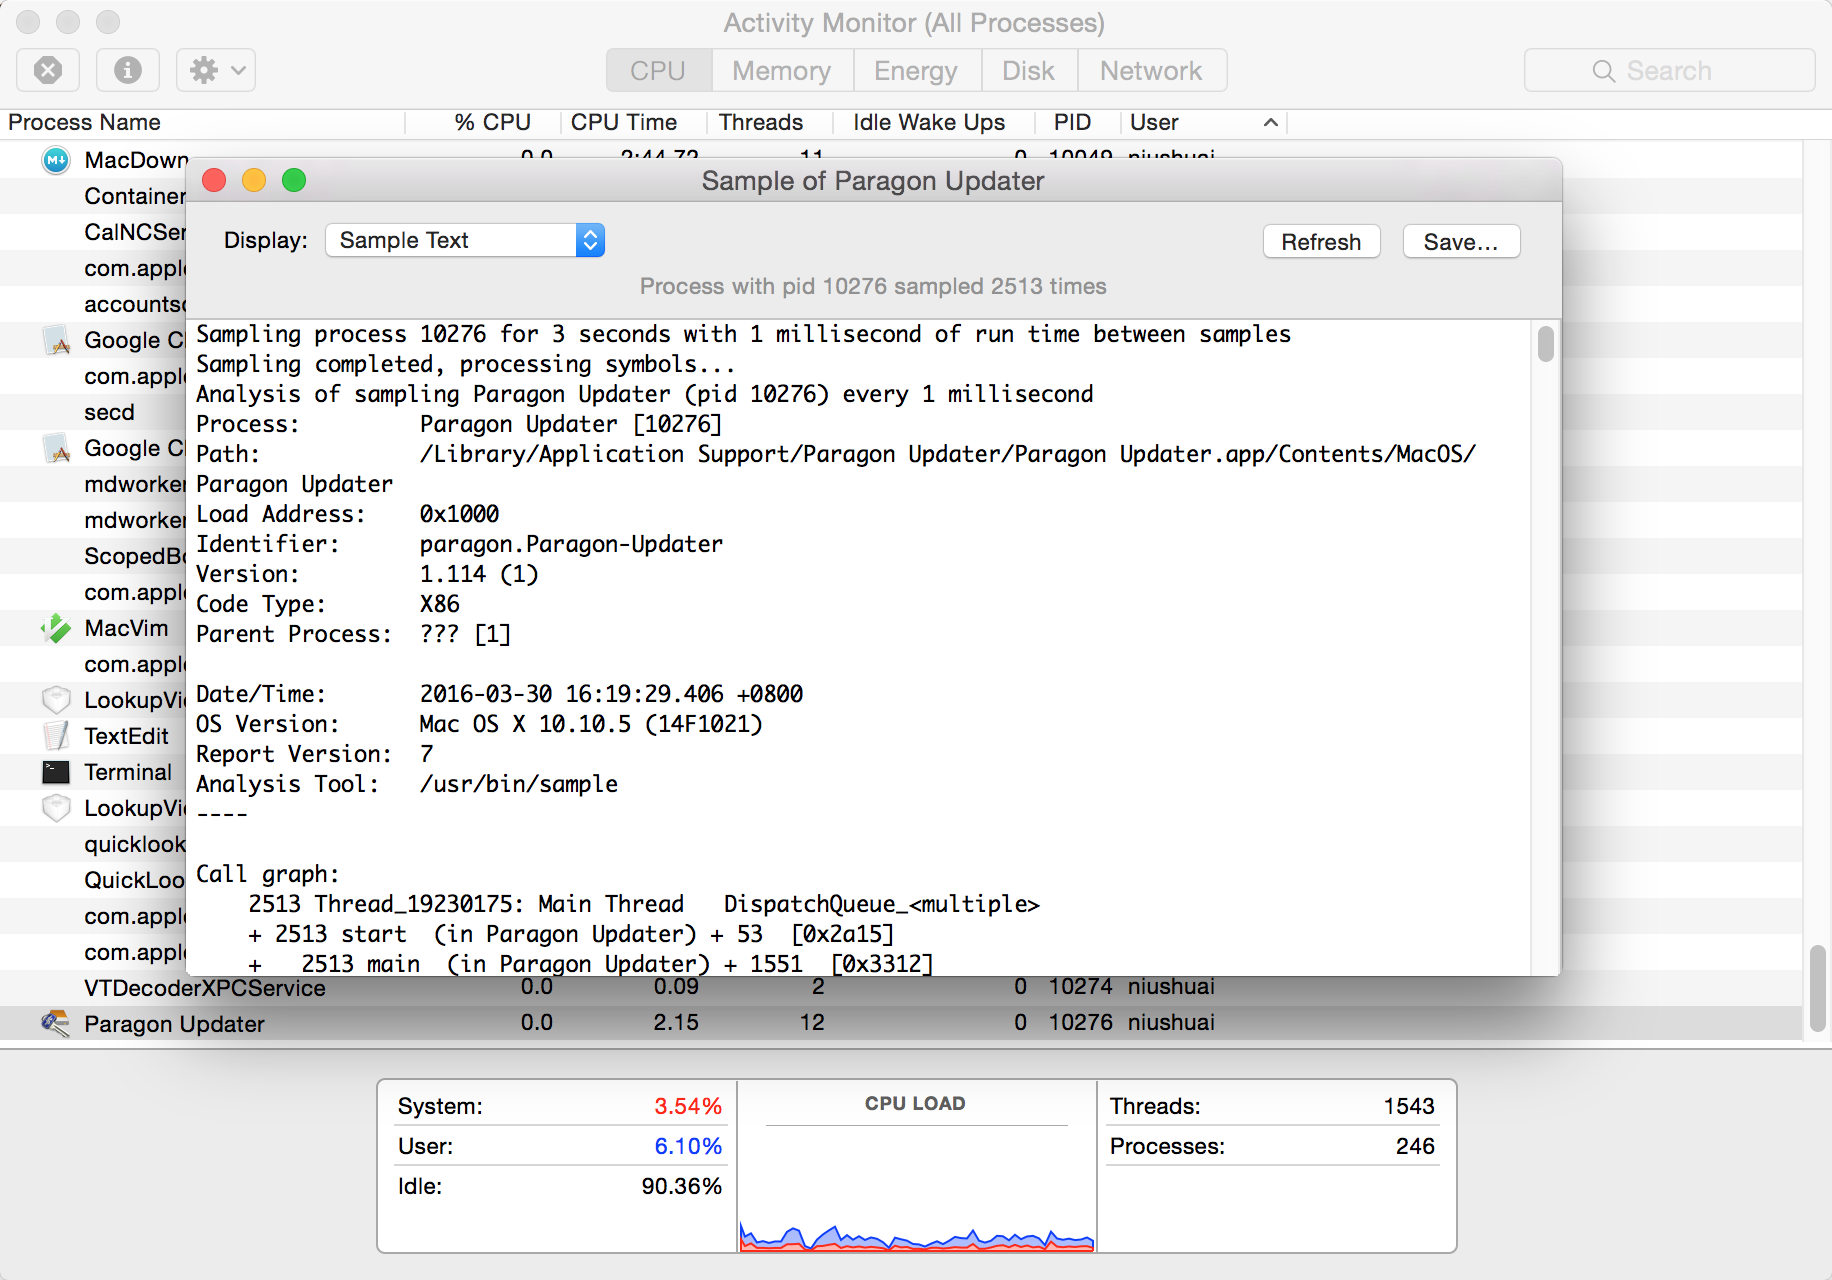 Activity Monitor (All Processes)
CPU Memory Energy Disk Network Search
Process Name % CPU CPU Time Threads Idle Wake Ups PID User
MacDown 0.0 2:44.72 11 0 10049 niushuai
Sample of Paragon Updater
Container
CalNCSer
Display: Sample Text Refresh Save...
com.appl
Process with pid 10276 sampled 2513 times
accounts
Sampling process 10276 for 3 seconds with 1 millisecond of run time between samples
Google C
Sampling completed, processing symbols...
com.appl
Analysis of sampling Paragon Updater (pid 10276) every 1 millisecond
secd
Process: Paragon Updater [10276]
Google C
Path: /Library/Application Support/Paragon Updater/Paragon Updater.app/Contents/MacOS/
mdworker
Paragon Updater
mdworker
Load Address: 0x1000
Identifier: paragon.Paragon-Updater
ScopedBo
Version: 1.114 (1)
com.appl
Code Type: X86
MacVim
Parent Process: ??? [1]
com.appl
LookupVi
Date/Time: 2016-03-30 16:19:29.406 +0800
TextEdit
OS Version: Mac OS X 10.10.5 (14F1021)
Report Version: 7
Terminal
Analysis Tool: /usr/bin/sample
LookupVi
----
quicklook
QuickLoo
Call graph:
2513 Thread_19230175: Main Thread DispatchQueue_<multiple>
com.appl
+ 2513 start (in Paragon Updater) + 53 [0x2a15]
com.appl
+ 2513 main (in Paragon Updater) + 1551 [0x3312]
VTDecoderXPCService 0.0 0.09 2 0 10274 niushuai
Paragon Updater 0.0 2.15 12 0 10276 niushuai
System: 3.54% CPU LOAD Threads: 1543
User: 6.10% Processes: 246
Idle: 90.36%